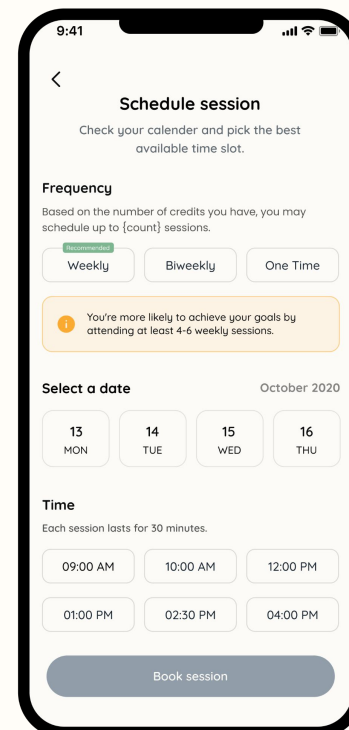 9:41
Schedule session
Check your calender and pick the best
available time slot.
Frequency
Based on the number of credits you have, you may
schedule up to {count} sessions.
Recommended
Weekly Biweekly One Time
You're more likely to achieve your goals by
attending at least 4-6 weekly sessions.
Select a date October 2020
13 14 15 16
MON TUE WED THU
Time
Each session lasts for 30 minutes.
09:00 AM 10:00 AM 12:00 PM
01:00 PM 02:30 PM 04:00 PM
Book session